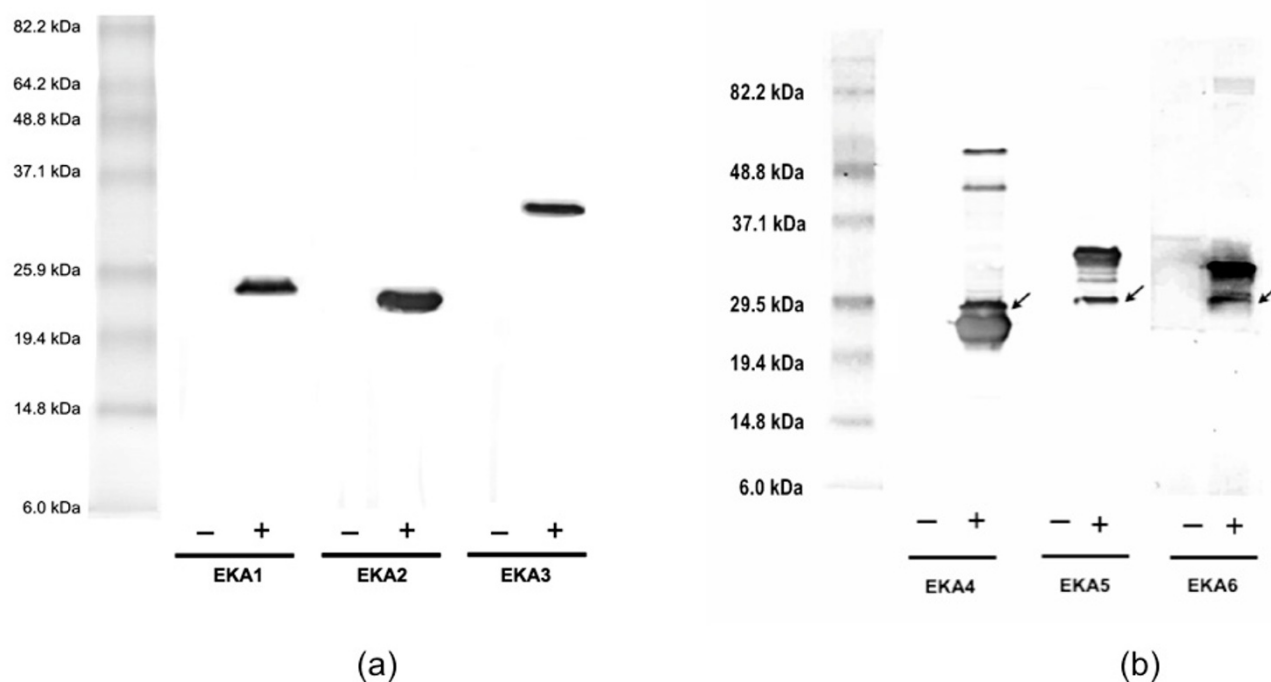 82.2 kDa
64.2 kDa
48.8 kDa
37.1 kDa
25.9 kDa
19.4 kDa
14.8 kDa
6.0 kDa
– + – + – +
EKA1 EKA2 EKA3
(a)
82.2 kDa
48.8 kDa
37.1 kDa
29.5 kDa
19.4 kDa
14.8 kDa
6.0 kDa
– + – + – +
EKA4 EKA5 EKA6
(b)